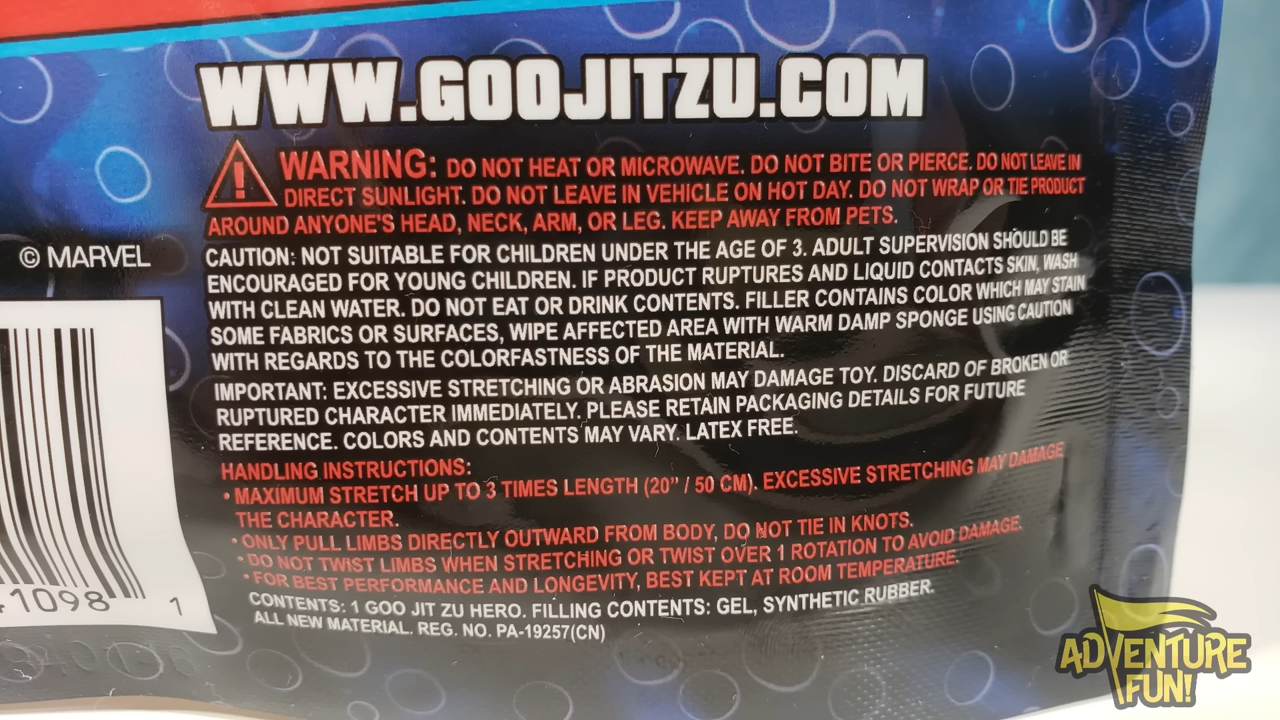 WWW.GOOJITZU.COM
WARNING: DO NOT HEAT OR MICROWAVE. DO NOT BITE OR PIERCE. DO NOT LEAVE IN
DIRECT SUNLIGHT. DO NOT LEAVE IN VEHICLE ON HOT DAY. DO NOT WRAP OR TIE PRODUCT
AROUND ANYONE'S HEAD, NECK, ARM, OR LEG. KEEP AWAY FROM PETS.
© MARVEL
CAUTION: NOT SUITABLE FOR CHILDREN UNDER THE AGE OF 3. ADULT SUPERVISION SHOULD BE
ENCOURAGED FOR YOUNG CHILDREN. IF PRODUCT RUPTURES AND LIQUID CONTACTS SKIN, WASH
WITH CLEAN WATER. DO NOT EAT OR DRINK CONTENTS. FILLER CONTAINS COLOR WHICH MAY STAIN
SOME FABRICS OR SURFACES, WIPE AFFECTED AREA WITH WARM DAMP SPONGE USING CAUTION
WITH REGARDS TO THE COLORFASTNESS OF THE MATERIAL.
IMPORTANT: EXCESSIVE STRETCHING OR ABRASION MAY DAMAGE TOY. DISCARD OF BROKEN OR
RUPTURED CHARACTER IMMEDIATELY. PLEASE RETAIN PACKAGING DETAILS FOR FUTURE
REFERENCE. COLORS AND CONTENTS MAY VARY. LATEX FREE.
HANDLING INSTRUCTIONS:
• MAXIMUM STRETCH UP TO 3 TIMES LENGTH (20” / 50 CM). EXCESSIVE STRETCHING MAY DAMAGE
THE CHARACTER.
• ONLY PULL LIMBS DIRECTLY OUTWARD FROM BODY, DO NOT TIE IN KNOTS.
• DO NOT TWIST LIMBS WHEN STRETCHING OR TWIST OVER 1 ROTATION TO AVOID DAMAGE.
• FOR BEST PERFORMANCE AND LONGEVITY, BEST KEPT AT ROOM TEMPERATURE.
CONTENTS: 1 GOO JIT ZU HERO. FILLING CONTENTS: GEL, SYNTHETIC RUBBER.
ALL NEW MATERIAL. REG. NO. PA-19257(CN)
41098 1
ADVENTURE
FUN!